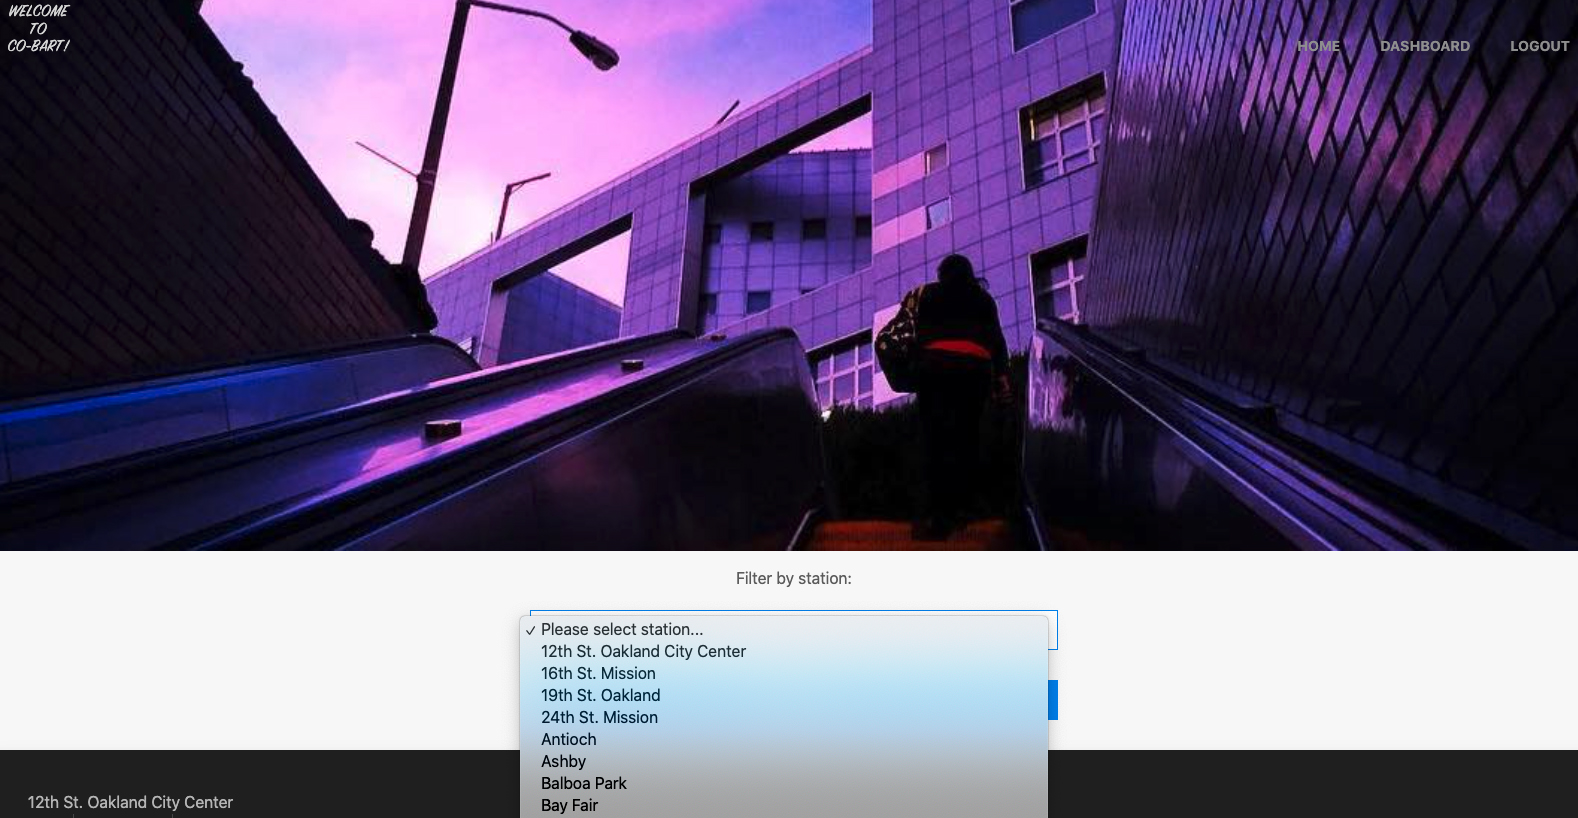 WELCOME
TO
CO-BART!
HOME DASHBOARD LOGOUT
Filter by station:
✓ Please select station...
12th St. Oakland City Center
16th St. Mission
19th St. Oakland
24th St. Mission
Antioch
Ashby
Balboa Park
Bay Fair
12th St. Oakland City Center